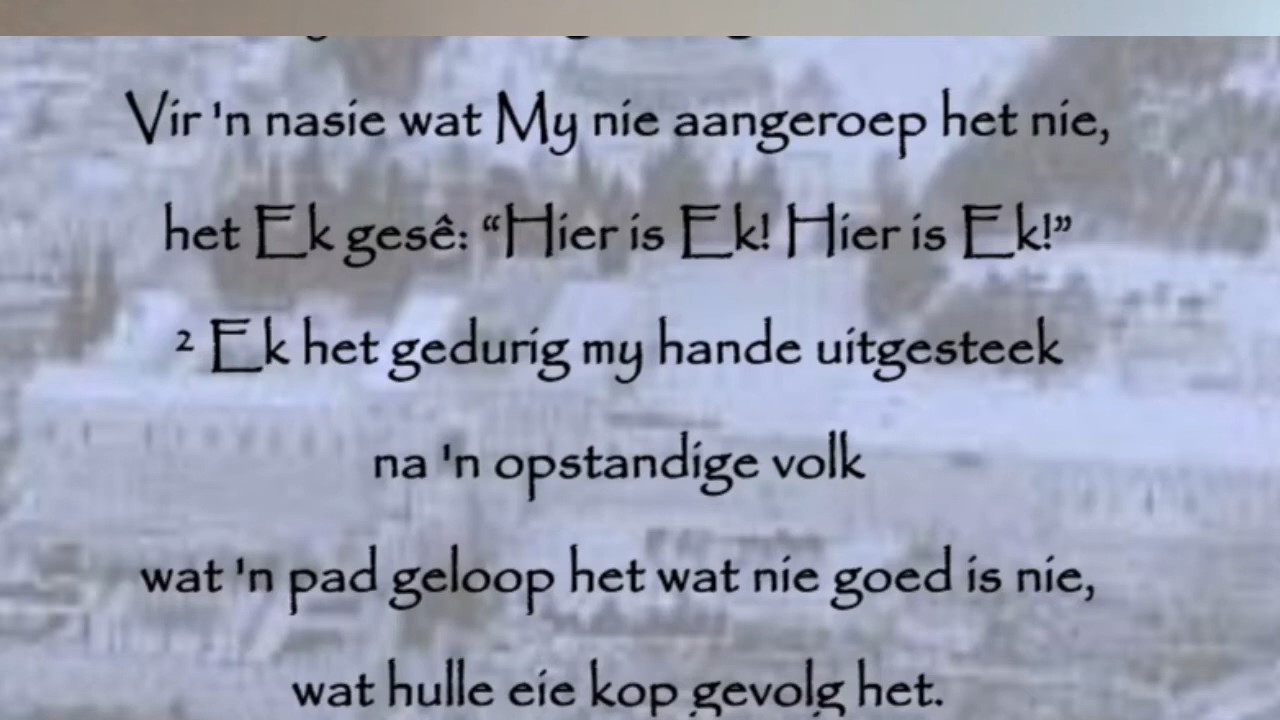 Vir 'n nasie wat My nie aangeroep het nie,
het Ek gesê: “Hier is Ek! Hier is Ek!”
² Ek het gedurig my hande uitgesteek
na 'n opstandige volk
wat 'n pad geloop het wat nie goed is nie,
wat hulle eie kop gevolg het.